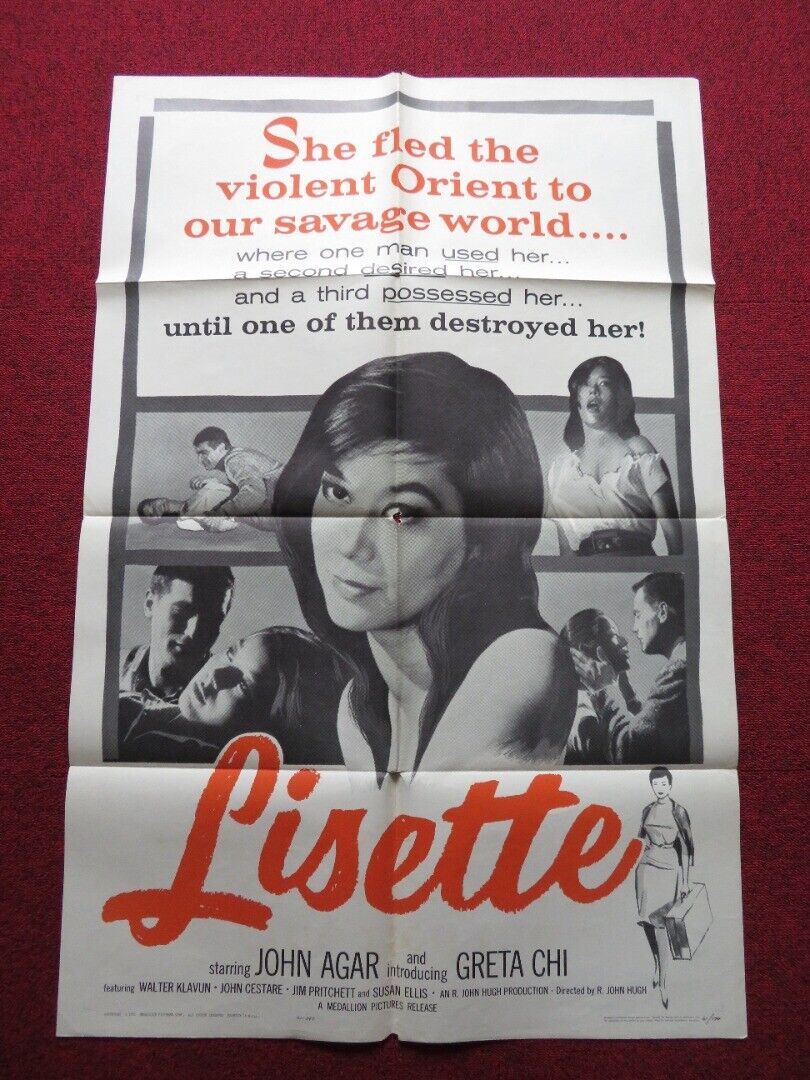 She fled the
violent Orient to
our savage world....
where one man used her...
a second desired her...
and a third possessed her...
until one of them destroyed her!
Lisette
starring JOHN AGAR and introducing GRETA CHI
featuring WALTER KLAVUN · JOHN CESTARE · JIM PRITCHETT and SUSAN ELLIS · AN R. JOHN HUGH PRODUCTION · Directed by R. JOHN HUGH
A MEDALLION PICTURES RELEASE